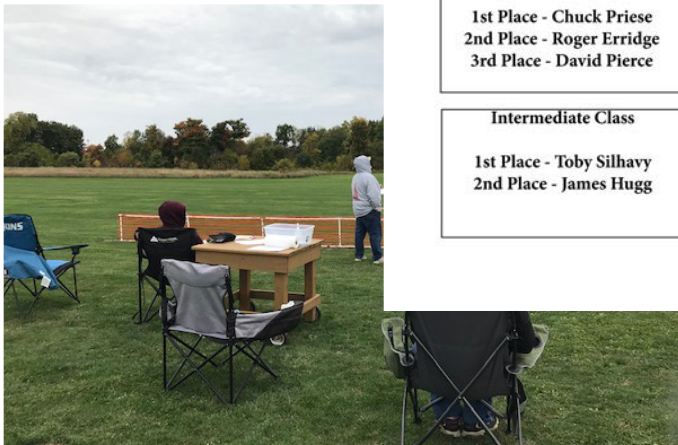 1st Place - Chuck Priese
2nd Place - Roger Erridge
3rd Place - David Pierce
Intermediate Class
1st Place - Toby Silhavy
2nd Place - James Hugg
KINS